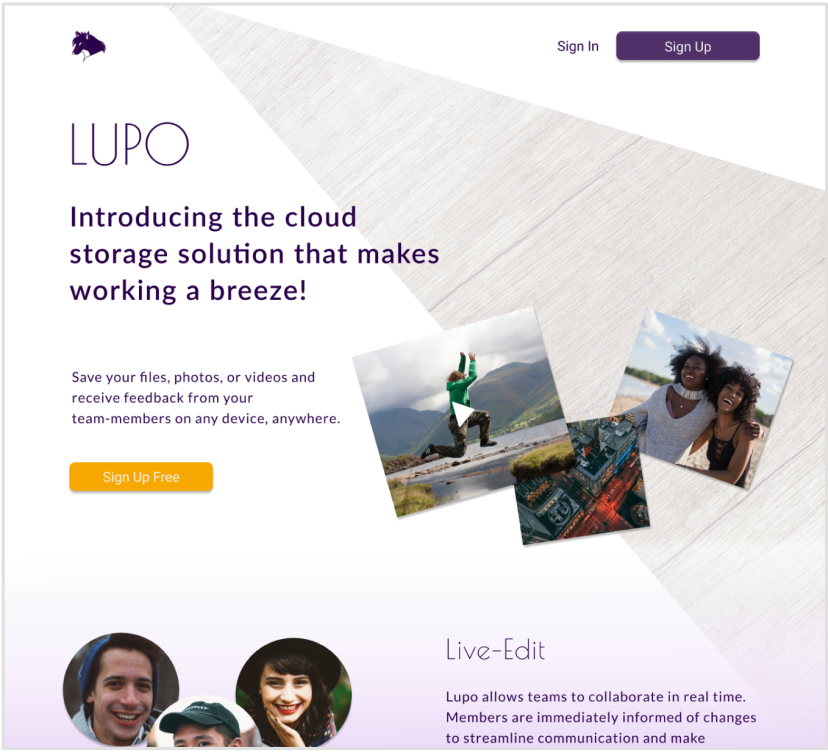 Sign In
Sign Up
LUPO
Introducing the cloud
storage solution that makes
working a breeze!
Save your files, photos, or videos and
receive feedback from your
team-members on any device, anywhere.
Sign Up Free
Live-Edit
Lupo allows teams to collaborate in real time.
Members are immediately informed of changes
to streamline communication and make